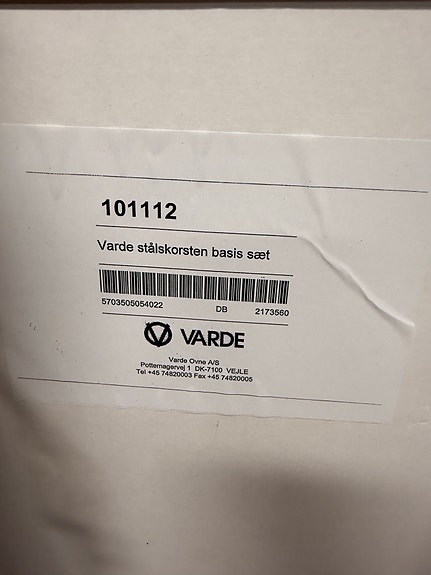 101112
Varde stålskorsten basis sæt
5703505054022 DB 2173560
VARDE
Varde Ovne A/S
Pottemagervej 1 DK-7100 VEJLE
Tel +45 74820003 Fax +45 74820005